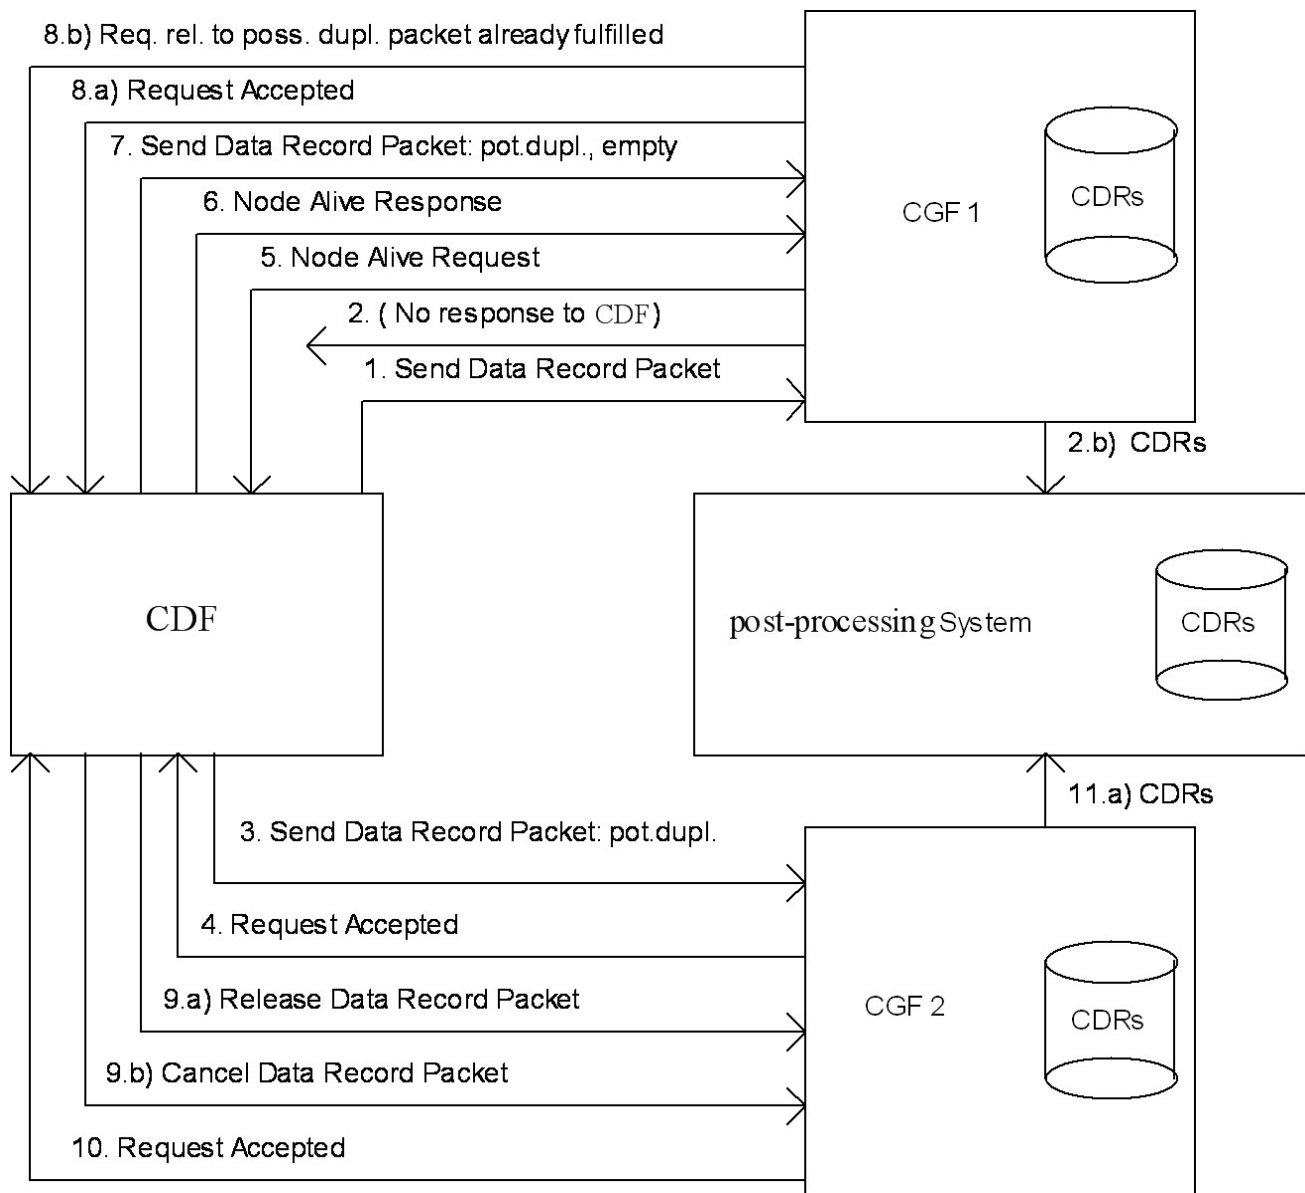 8.b) Req. rel. to poss. dupl. packet already fulfilled
8.a) Request Accepted
7. Send Data Record Packet: pot.dupl., empty
6. Node Alive Response
5. Node Alive Request
2. ( No response to CDF)
1. Send Data Record Packet
CGF 1
CDRs
2.b) CDRs
CDF
post-processing System
CDRs
11.a) CDRs
3. Send Data Record Packet: pot.dupl.
4. Request Accepted
9.a) Release Data Record Packet
9.b) Cancel Data Record Packet
10. Request Accepted
CGF 2
CDRs